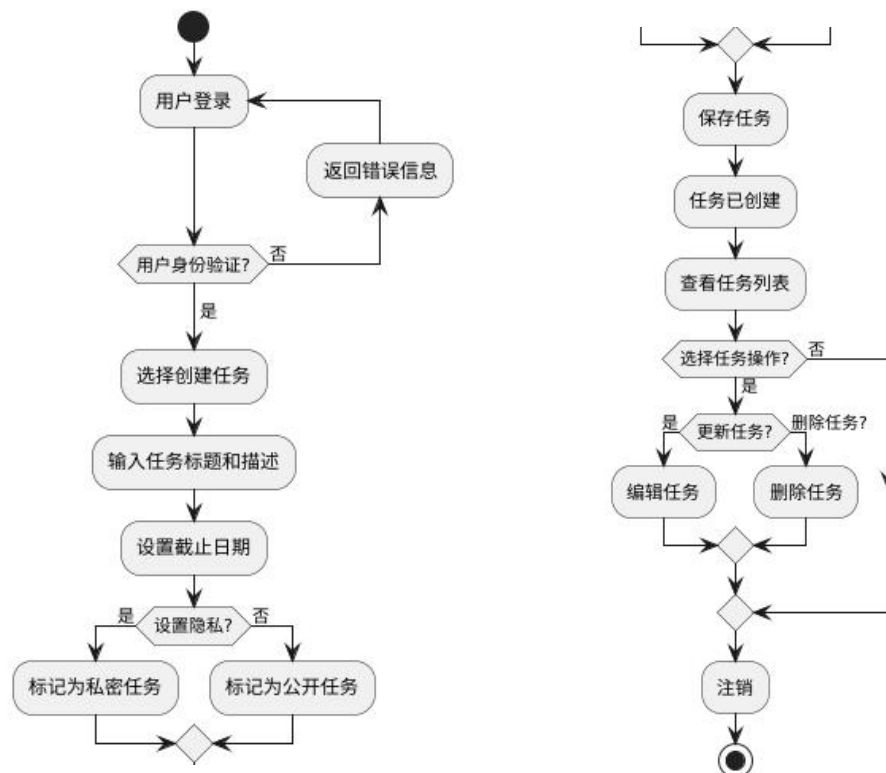 用户登录
返回错误信息
用户身份验证?
否
是
选择创建任务
输入任务标题和描述
设置截止日期
是
设置隐私?
否
标记为私密任务
标记为公开任务
保存任务
任务已创建
查看任务列表
选择任务操作?
否
是
是
更新任务?
删除任务?
编辑任务
删除任务
注销